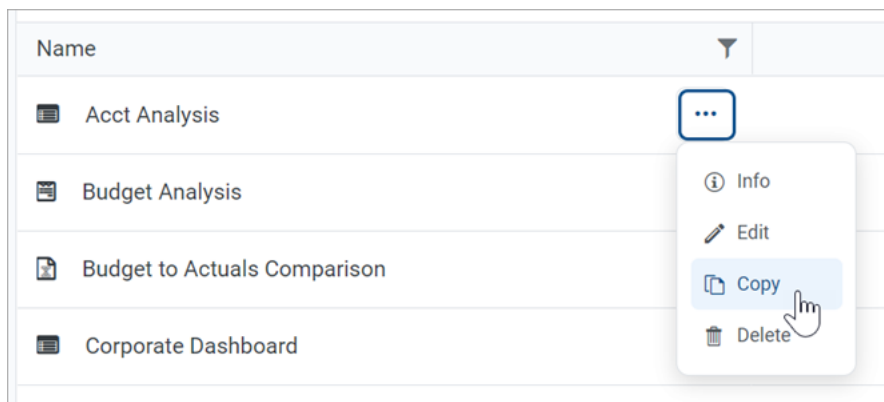 Name
Acct Analysis
Budget Analysis
Budget to Actuals Comparison
Corporate Dashboard
Info
Edit
Copy
Delete